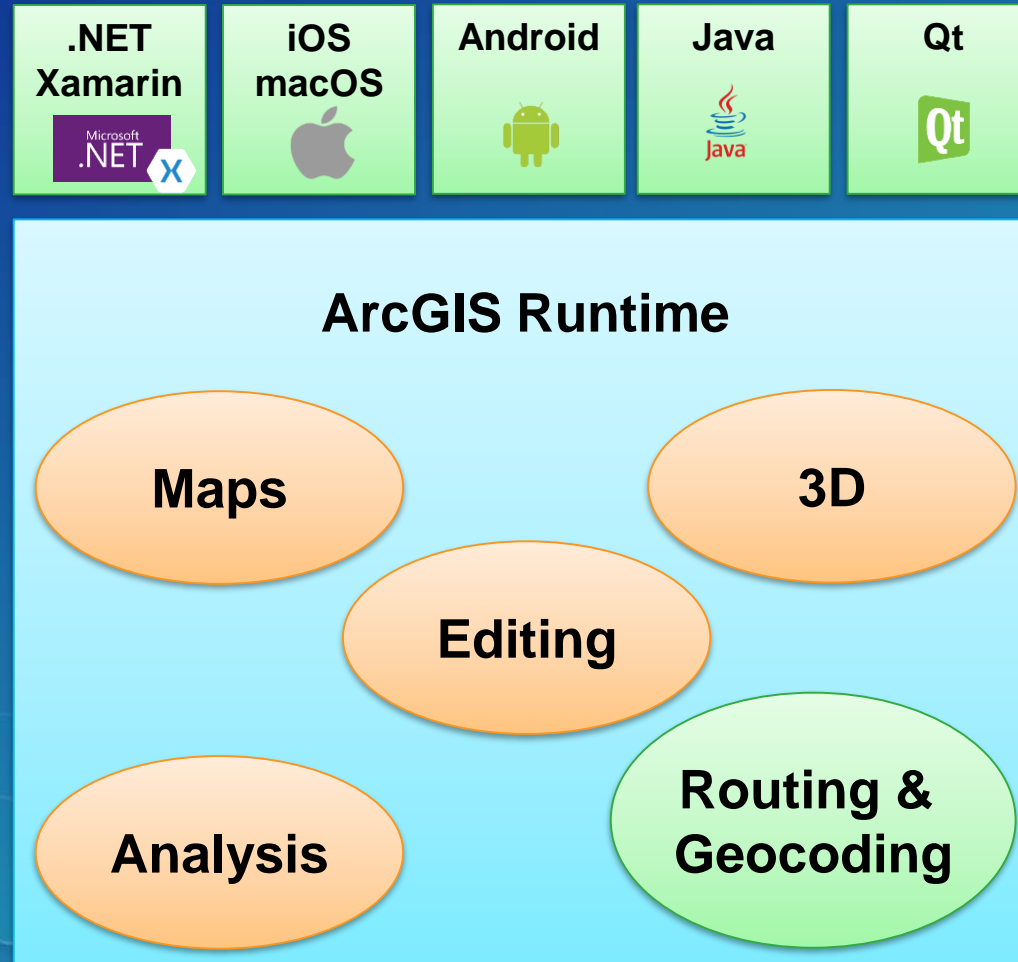 .NET
Xamarin
Microsoft
.NET
X
iOS
macOS
Android
Java
Java
Qt
Qt
ArcGIS Runtime
Maps
3D
Editing
Analysis
Routing &
Geocoding